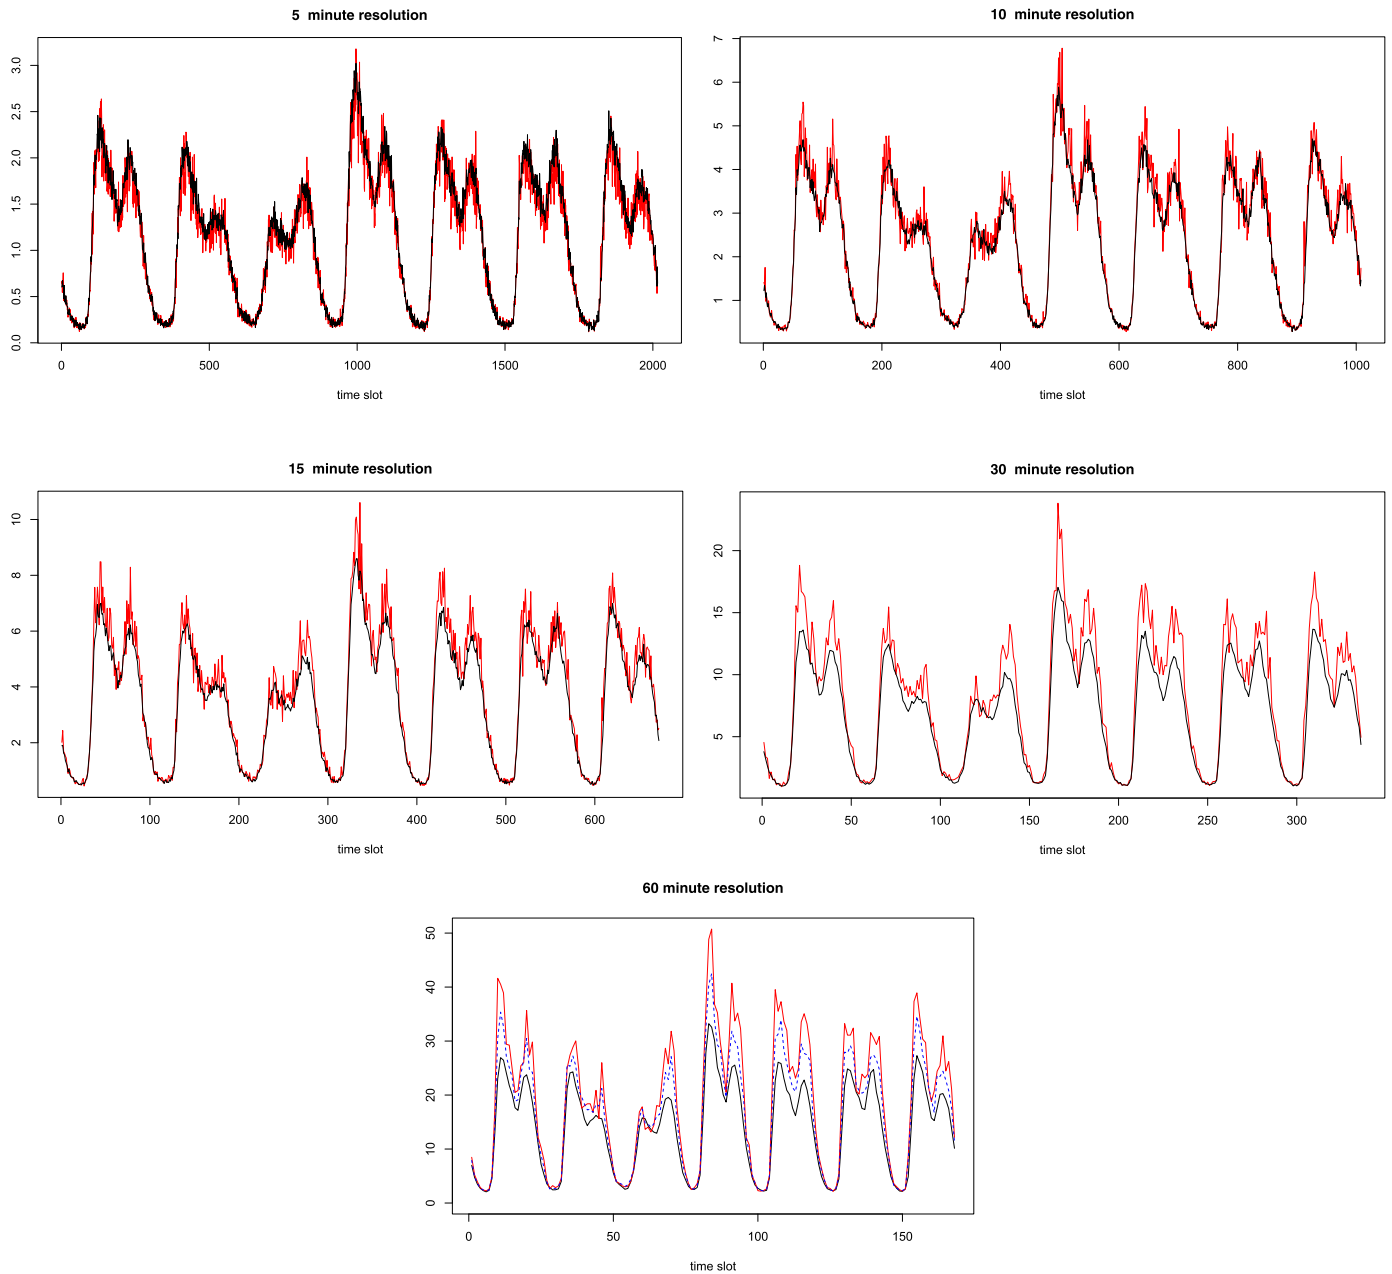 5 minute resolution
0.0 0.5 1.0 1.5 2.0 2.5 3.0
0 500 1000 1500 2000
time slot
10 minute resolution
1 2 3 4 5 6 7
0 200 400 600 800 1000
time slot
15 minute resolution
2 4 6 8 10
0 100 200 300 400 500 600
time slot
30 minute resolution
5 10 15 20
0 50 100 150 200 250 300
time slot
60 minute resolution
0 10 20 30 40 50
0 50 100 150
time slot